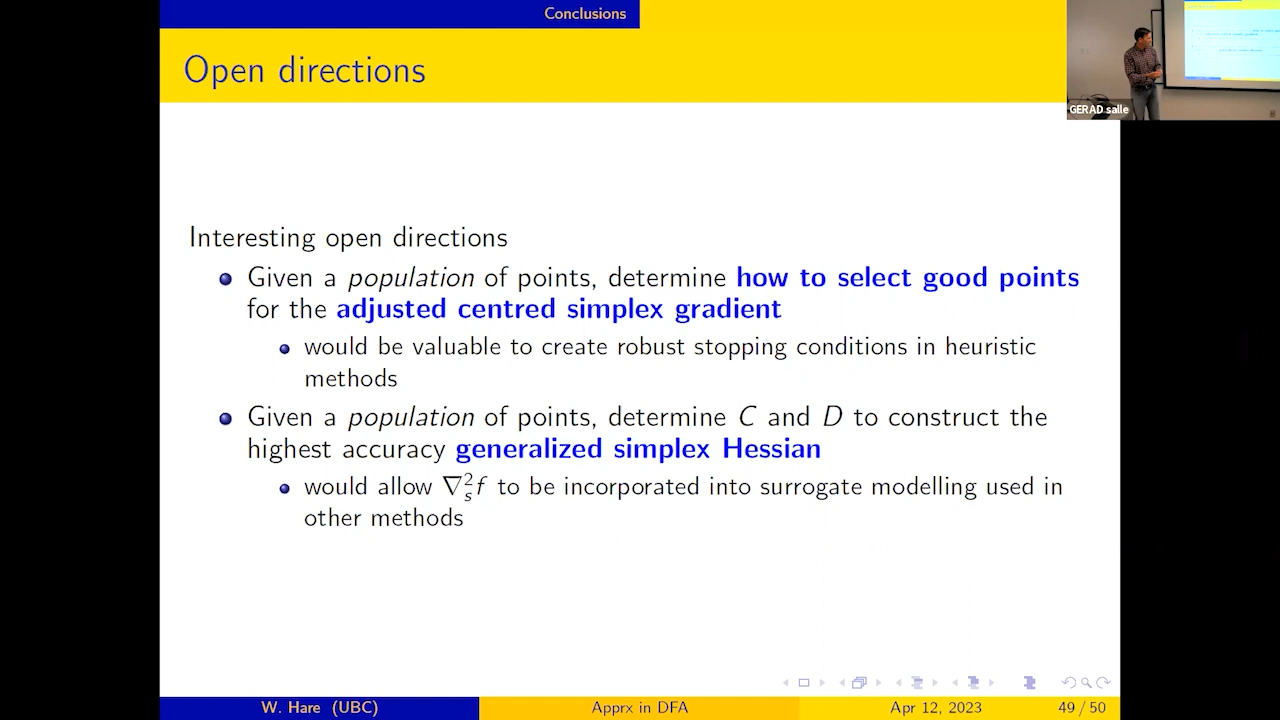 Conclusions
Open directions
GERAD salle
Interesting open directions
Given a population of points, determine how to select good points
for the adjusted centred simplex gradient
would be valuable to create robust stopping conditions in heuristic
methods
Given a population of points, determine C and D to construct the
highest accuracy generalized simplex Hessian
would allow ∇²ₛf to be incorporated into surrogate modelling used in
other methods
W. Hare (UBC) Apprx in DFA Apr 12, 2023 49 / 50